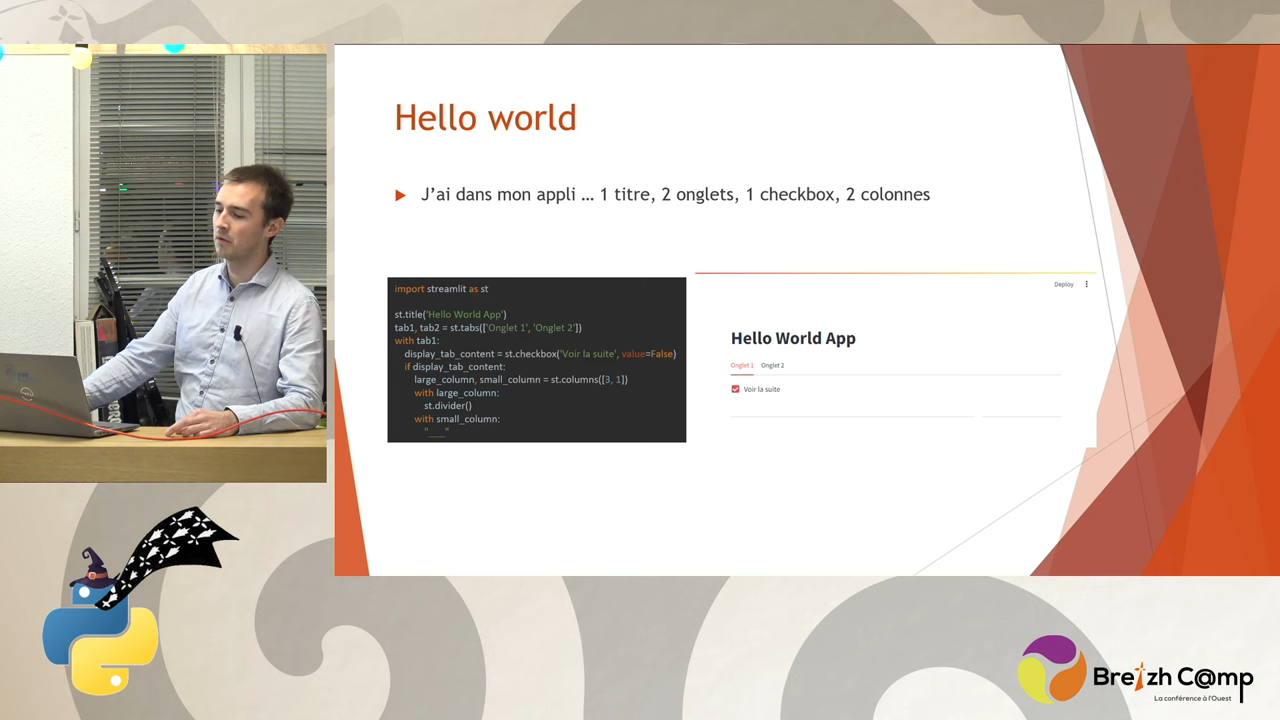 Hello world
J'ai dans mon appli ... 1 titre, 2 onglets, 1 checkbox, 2 colonnes
import streamlit as st
st.title('Hello World App')
tab1, tab2 = st.tabs(['Onglet 1', 'Onglet 2'])
with tab1:
display_tab_content = st.checkbox('Voir la suite', value=False)
if display_tab_content:
large_column, small_column = st.columns([3, 1])
with large_column:
st.divider()
with small_column:
"___"
Deploy
Hello World App
Onglet 1 Onglet 2
Voir la suite
Breizh C@mp
La conférence à l'Ouest